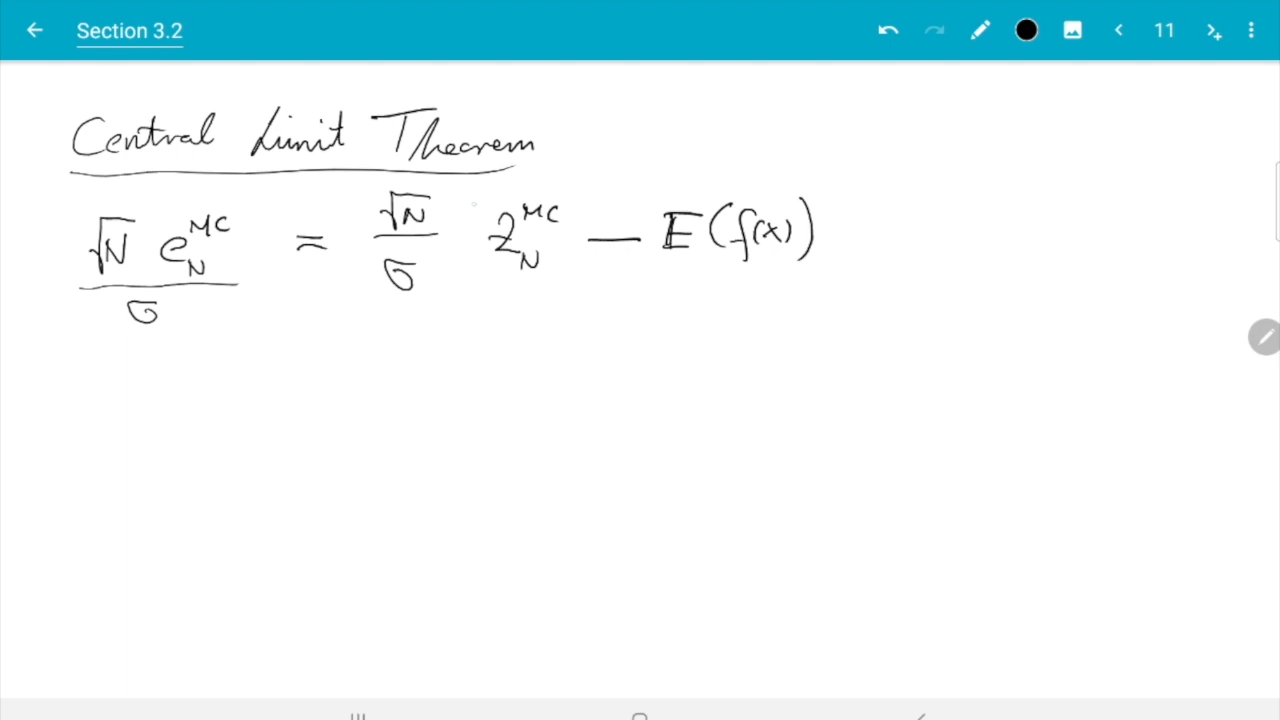 Section 3.2
11
Central Limit Theorem
√N e_N^MC / σ = √N / σ Z_N^MC — E(f(x))